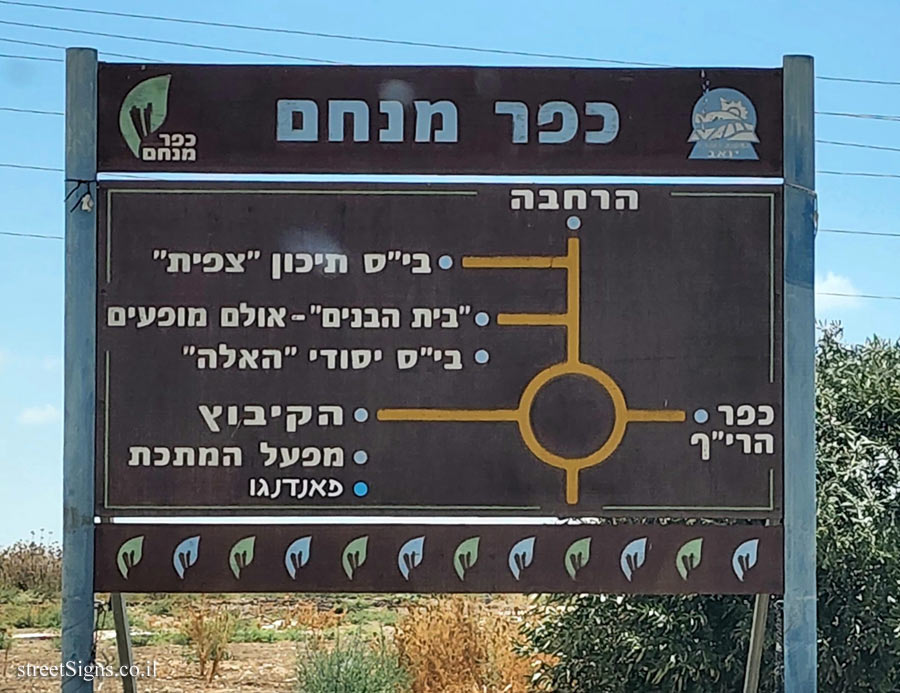 כפר מנחם
כפר
מנחם
יואב
הרחבה
בי"ס תיכון "צפית"
"בית הבנים"-אולם מופעים
בי"ס יסודי "האלה"
הקיבוץ
כפר
הרי"ף
מפעל המתכת
פאנדנגו
streetSigns.co.il